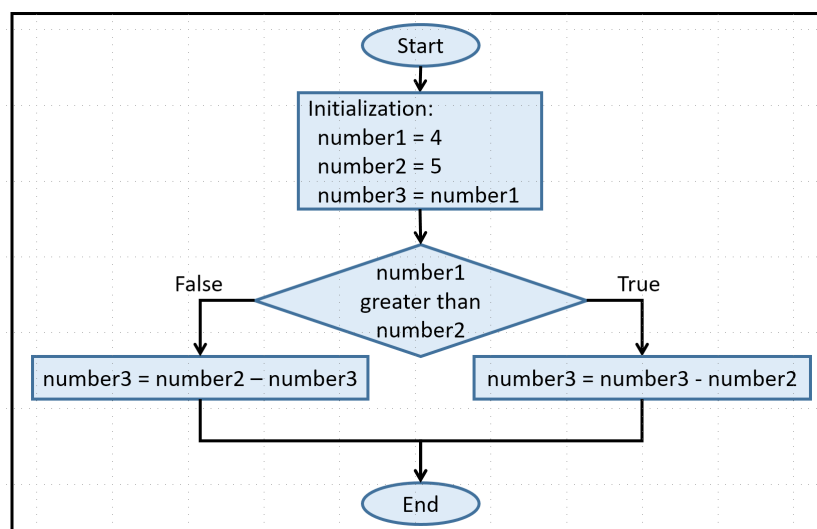 Start
Initialization:
number1 = 4
number2 = 5
number3 = number1
number1
greater than
number2
False
True
number3 = number2 – number3
number3 = number3 - number2
End